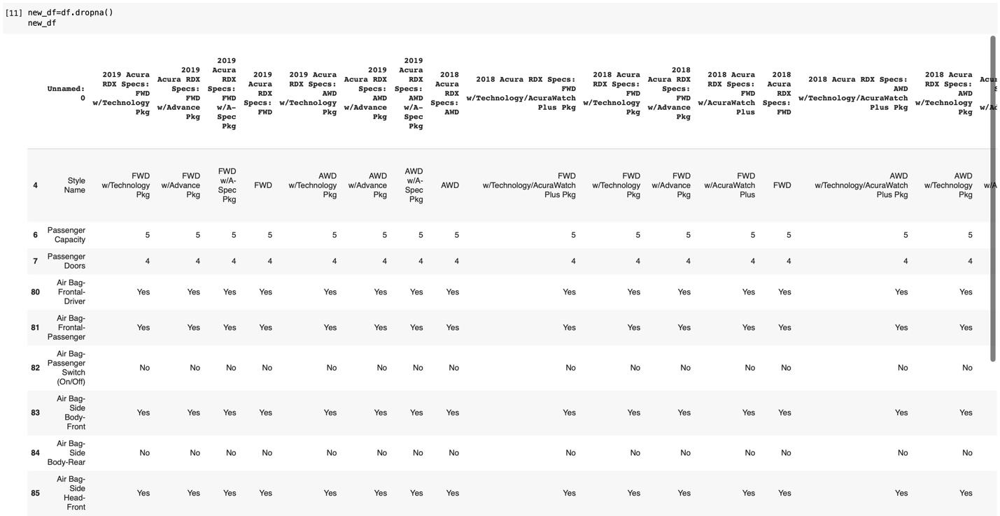 [11] new_df=df.dropna()
new_df
Unnamed: 0 2019 Acura RDX Specs: FWD w/Technology Pkg 2019 Acura RDX Specs: FWD w/Advance Pkg 2019 Acura RDX Specs: FWD w/A-Spec Pkg 2019 Acura RDX Specs: FWD 2019 Acura RDX Specs: AWD w/Technology Pkg 2019 Acura RDX Specs: AWD w/Advance Pkg 2019 Acura RDX Specs: AWD w/A-Spec Pkg 2018 Acura RDX Specs: AWD 2018 Acura RDX Specs: FWD w/Technology/AcuraWatch Plus Pkg 2018 Acura RDX Specs: FWD w/Technology Pkg 2018 Acura RDX Specs: FWD w/Advance Pkg 2018 Acura RDX Specs: FWD w/AcuraWatch Plus 2018 Acura RDX Specs: FWD 2018 Acura RDX Specs: AWD w/Technology/AcuraWatch Plus Pkg 2018 Acura RDX Specs: AWD w/Technology Pkg
4 Style Name FWD w/Technology Pkg FWD w/Advance Pkg FWD w/A-Spec Pkg FWD AWD w/Technology Pkg AWD w/Advance Pkg AWD w/A-Spec Pkg AWD FWD w/Technology/AcuraWatch Plus Pkg FWD w/Technology Pkg FWD w/Advance Pkg FWD w/AcuraWatch Plus FWD AWD w/Technology/AcuraWatch Plus Pkg AWD w/Technology Pkg
6 Passenger Capacity 5 5 5 5 5 5 5 5 5 5 5 5 5 5 5
7 Passenger Doors 4 4 4 4 4 4 4 4 4 4 4 4 4 4 4
80 Air Bag-Frontal-Driver Yes Yes Yes Yes Yes Yes Yes Yes Yes Yes Yes Yes Yes Yes Yes
81 Air Bag-Frontal-Passenger Yes Yes Yes Yes Yes Yes Yes Yes Yes Yes Yes Yes Yes Yes Yes
82 Air Bag-Passenger Switch (On/Off) No No No No No No No No No No No No No No No
83 Air Bag-Side Body-Front Yes Yes Yes Yes Yes Yes Yes Yes Yes Yes Yes Yes Yes Yes Yes
84 Air Bag-Side Body-Rear No No No No No No No No No No No No No No No
85 Air Bag-Side Head-Front Yes Yes Yes Yes Yes Yes Yes Yes Yes Yes Yes Yes Yes Yes Yes